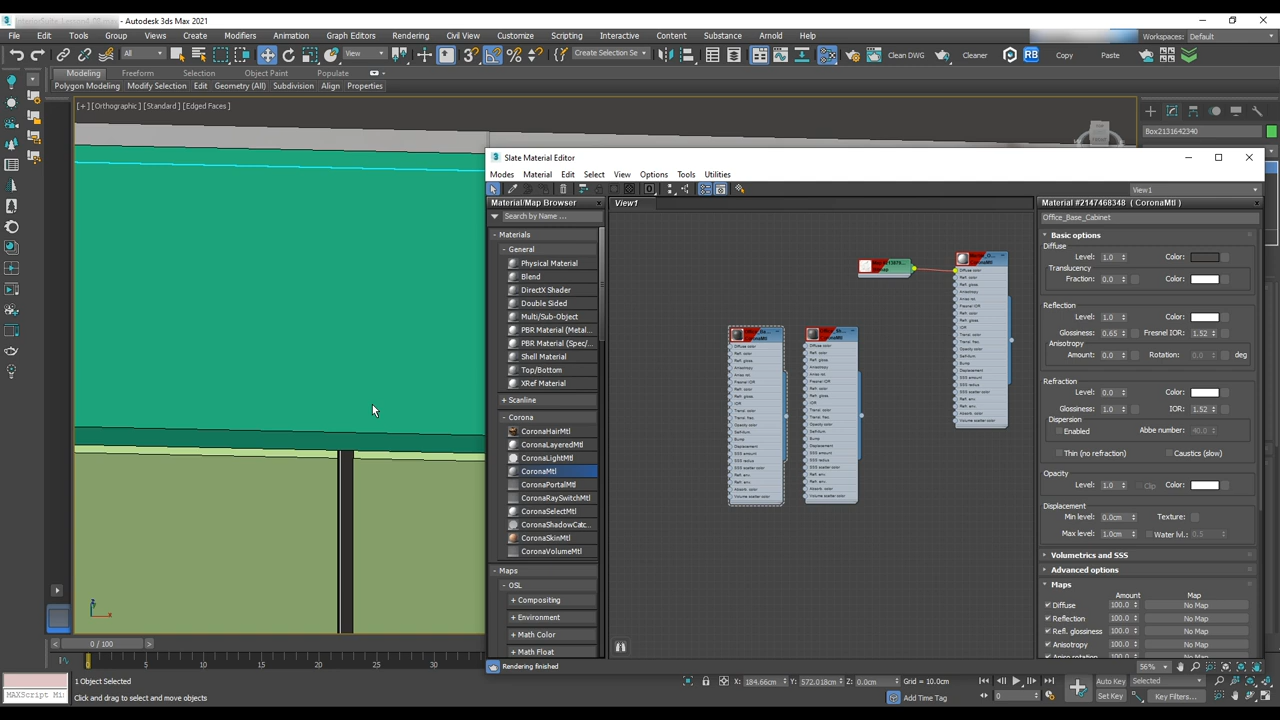 Autodesk 3ds Max 2021
File Edit Tools Group Views Create Modifiers Animation Graph Editors Rendering Civil View Customize Scripting Interactive Content Substance Arnold Help
Workspaces: Default
All View Create Selection Se Clean DWG Cleaner RB Copy Paste
Modeling Freeform Selection Object Paint Populate
Polygon Modeling Modify Selection Edit Geometry (All) Subdivision Align Properties
[+] [Orthographic] [Standard] [Edged Faces]
Box2131642340
Slate Material Editor
Modes Material Edit Select View Options Tools Utilities
View1
Material/Map Browser
View1
Material #2147468348 ( CoronaMtl )
Search by Name ...
Office_Base_Cabinet
- Materials
- General
Physical Material
Blend
DirectX Shader
Double Sided
Multi/Sub-Object
PBR Material (Metal...
PBR Material (Spec/...
Shell Material
Top/Bottom
XRef Material
+ Scanline
- Corona
CoronaHairMtl
CoronaLayeredMtl
CoronaLightMtl
CoronaMtl
CoronaPortalMtl
CoronaRaySwitchMtl
CoronaSelectMtl
CoronaShadowCatc...
CoronaSkinMtl
CoronaVolumeMtl
- Maps
- OSL
+ Compositing
+ Environment
+ Math Color
+ Math Float
Basic options
Diffuse
Level: 1.0 Color:
Translucency
Fraction: 0.0 Color:
Reflection
Level: 1.0 Color:
Glossiness: 0.65 Fresnel IOR: 1.52
Anisotropy
Amount: 0.0 Rotation: 0.0 deg
Refraction
Level: 0.0 Color:
Glossiness: 1.0 IOR: 1.52
Dispersion
Enabled Abbe number: 40.0
Thin (no refraction) Caustics (slow)
Opacity
Level: 1.0 Clip Color:
Displacement
Min level: 0.0cm Texture:
Max level: 1.0cm Water lvl.: 0.5
Volumetrics and SSS
Advanced options
Maps
Amount Map
Diffuse 100.0 No Map
Reflection 100.0 No Map
Refl. glossiness 100.0 No Map
Anisotropy 100.0 No Map
Rendering finished
56%
0 / 100
0 5 10 15 20 25 30
MAXScript Mi
1 Object Selected
Click and drag to select and move objects
X: 184.66cm Y: 572.018cm Z: 0.0cm Grid = 10.0cm
Add Time Tag
0
Auto Key Selected
Set Key Key Filters...